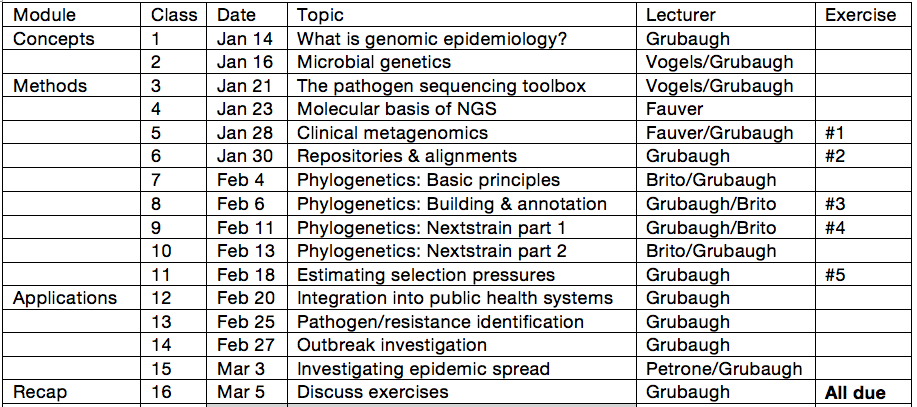 Module Class Date Topic Lecturer Exercise
Concepts 1 Jan 14 What is genomic epidemiology? Grubaugh
2 Jan 16 Microbial genetics Vogels/Grubaugh
Methods 3 Jan 21 The pathogen sequencing toolbox Vogels/Grubaugh
4 Jan 23 Molecular basis of NGS Fauver
5 Jan 28 Clinical metagenomics Fauver/Grubaugh #1
6 Jan 30 Repositories & alignments Grubaugh #2
7 Feb 4 Phylogenetics: Basic principles Brito/Grubaugh
8 Feb 6 Phylogenetics: Building & annotation Grubaugh/Brito #3
9 Feb 11 Phylogenetics: Nextstrain part 1 Grubaugh/Brito #4
10 Feb 13 Phylogenetics: Nextstrain part 2 Brito/Grubaugh
11 Feb 18 Estimating selection pressures Grubaugh #5
Applications 12 Feb 20 Integration into public health systems Grubaugh
13 Feb 25 Pathogen/resistance identification Grubaugh
14 Feb 27 Outbreak investigation Grubaugh
15 Mar 3 Investigating epidemic spread Petrone/Grubaugh
Recap 16 Mar 5 Discuss exercises Grubaugh All due